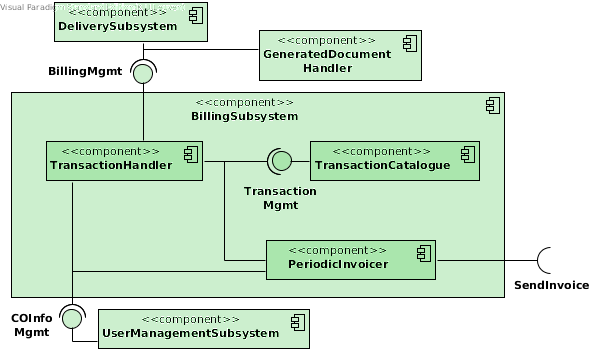 Visual Paradigm
<<component>>
DeliverySubsystem
<<component>>
GeneratedDocument
Handler
BillingMgmt
<<component>>
BillingSubsystem
<<component>>
TransactionHandler
<<component>>
TransactionCatalogue
Transaction
Mgmt
<<component>>
PeriodicInvoicer
SendInvoice
COInfo
Mgmt
<<component>>
UserManagementSubsystem